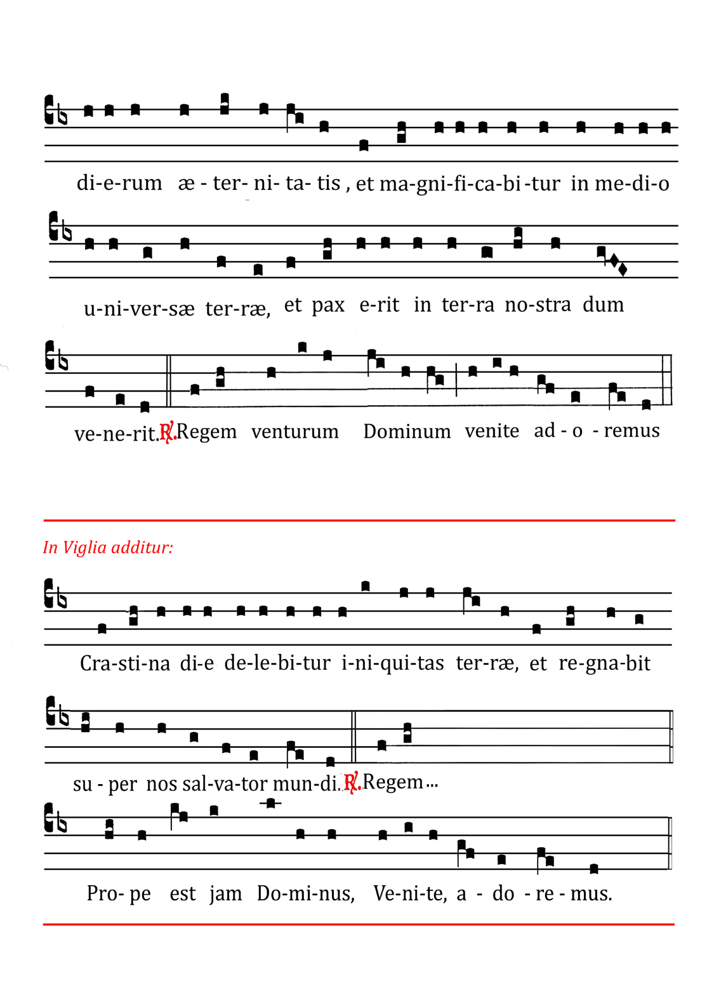 di-e-rum æ - ter- ni- ta- tis , et ma-gni-fi-ca-bi -tur in me-di-o
u-ni-ver-sæ ter-ræ, et pax e-rit in ter-ra no-stra dum
ve-ne-rit. ℟. Regem venturum Dominum venite ad - o - remus
In Viglia additur:
Cra-sti-na di-e de-le-bi-tur i-ni-qui-tas ter-ræ, et re-gna-bit
su - per nos sal-va-tor mun-di. ℟. Regem ...
Pro- pe est jam Do-mi-nus, Ve-ni-te, a - do - re - mus.